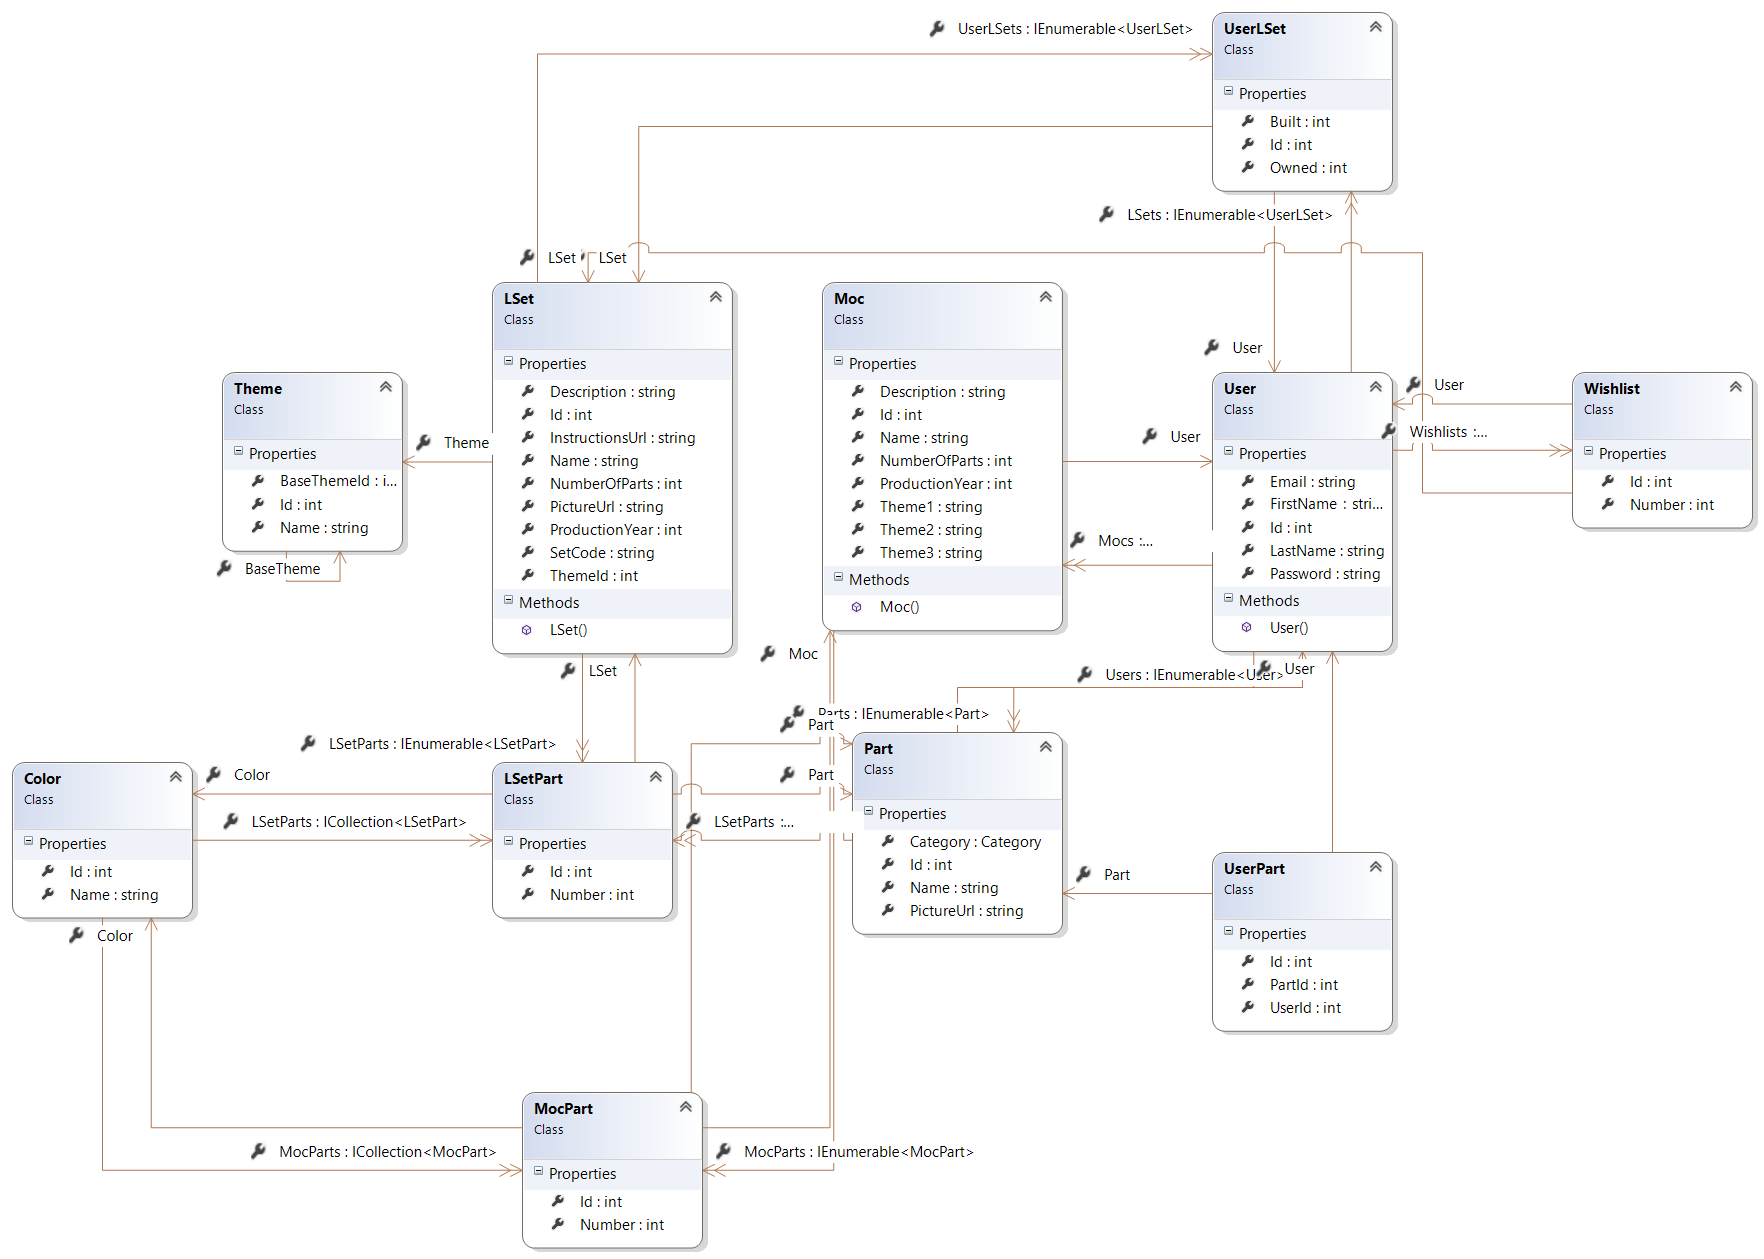 UserLSets : IEnumerable<UserLSet>
UserLSet
Class
Properties
Built : int
Id : int
Owned : int
LSets : IEnumerable<UserLSet>
LSet
LSet
LSet
Class
Properties
Description : string
Id : int
InstructionsUrl : string
Name : string
NumberOfParts : int
PictureUrl : string
ProductionYear : int
SetCode : string
ThemeId : int
Methods
LSet()
Moc
Class
Properties
Description : string
Id : int
Name : string
NumberOfParts : int
ProductionYear : int
Theme1 : string
Theme2 : string
Theme3 : string
Methods
Moc()
User
Theme
Class
Properties
BaseThemeId : i...
Id : int
Name : string
Theme
BaseTheme
User
Class
Properties
Email : string
FirstName : stri...
Id : int
LastName : string
Password : string
Methods
User()
User
Wishlists :...
Wishlist
Class
Properties
Id : int
Number : int
User
Mocs :...
Moc
LSet
Users : IEnumerable<User>
User
Parts : IEnumerable<Part>
Part
LSetParts : IEnumerable<LSetPart>
Color
Class
Properties
Id : int
Name : string
Color
LSetParts : ICollection<LSetPart>
LSetPart
Class
Properties
Id : int
Number : int
Part
LSetParts :...
Part
Class
Properties
Category : Category
Id : int
Name : string
PictureUrl : string
Part
UserPart
Class
Properties
Id : int
PartId : int
UserId : int
Color
MocPart
Class
Properties
Id : int
Number : int
MocParts : ICollection<MocPart>
MocParts : IEnumerable<MocPart>